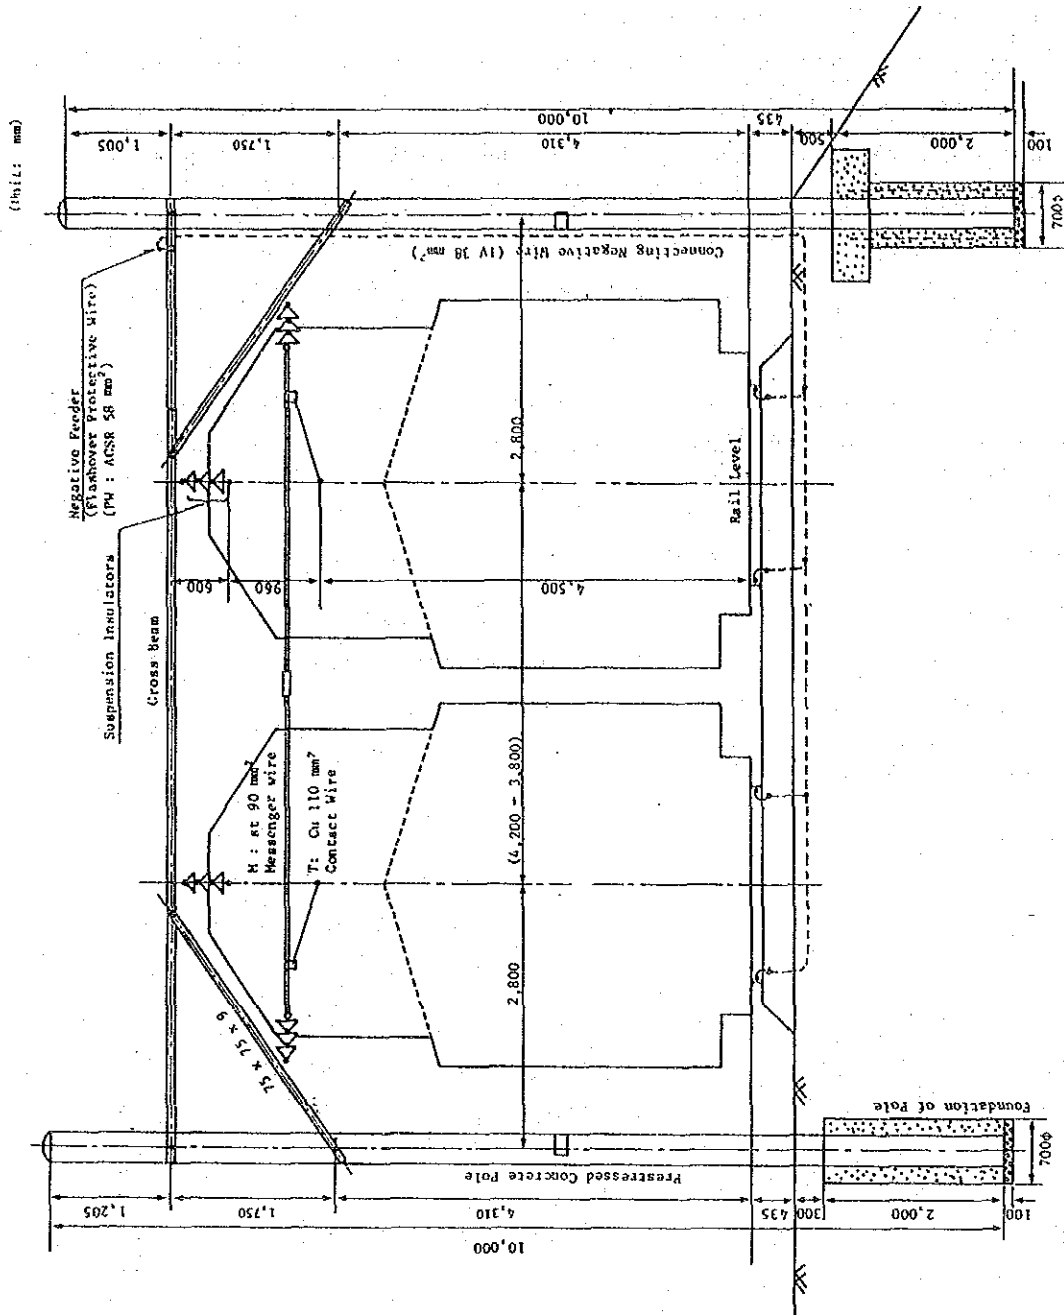 (Unit: mm)
Negative Feeder
(Flashover Protective Wire)
(PW : ACSR 58 mm²)
Suspension Insulators
Cross Beam
1,005
1,750
4,310
10,000
435
500
2,000
100
700φ
Connecting Negative Wire (IV 38 mm²)
600
960
4,500
2,800
Rail Level
(4,200 - 3,800)
M : st 90 mm²
Messenger wire
T: Cu 110 mm²
Contact Wire
2,800
75 x 75 x 9
Prestressed Concrete Pole
Foundation of Pole
1,205
1,750
4,310
10,000
435
300
2,000
100
700φ